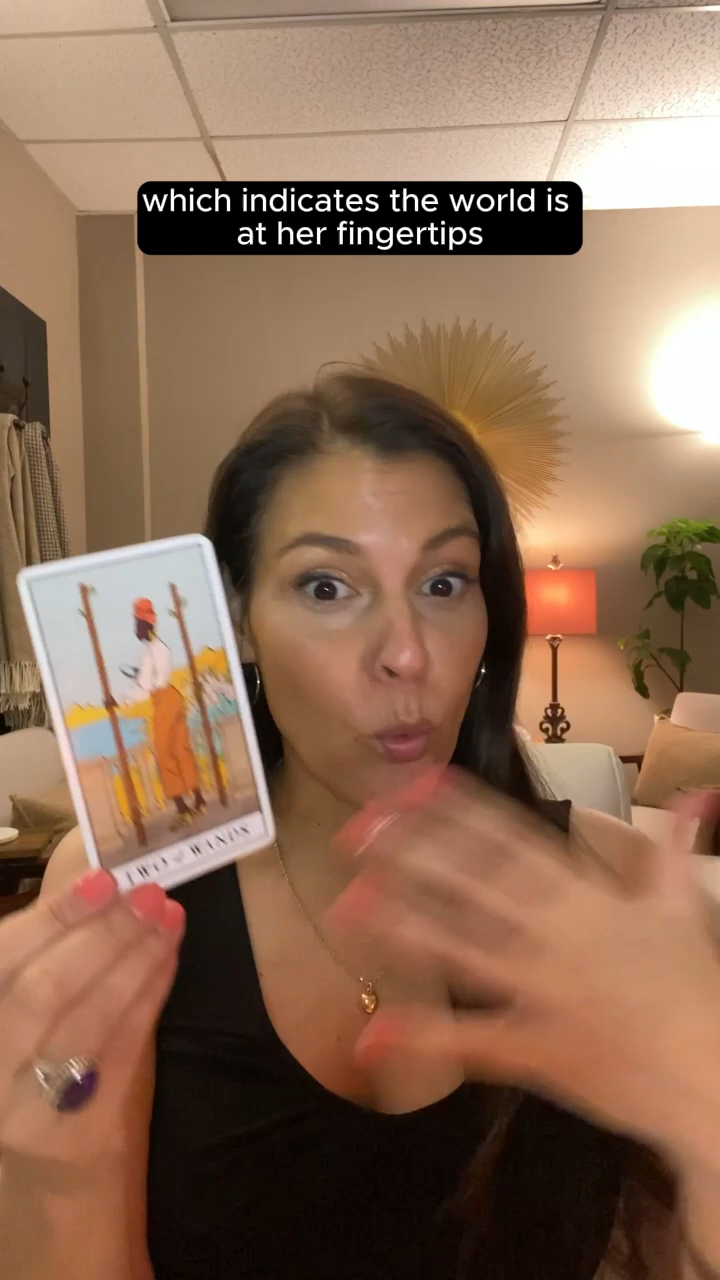 which indicates the world is
at her fingertips
TWO of WANDS